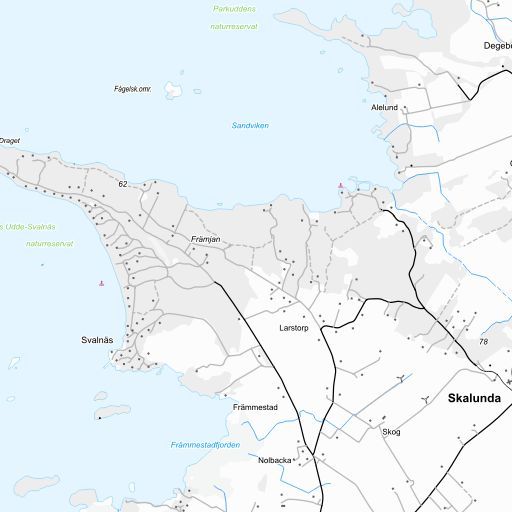 Parkuddens
naturreservat
Degeb
Fågelsk.omr.
Alelund
Sandviken
Draget
62
s Udde-Svalnäs
naturreservat
Främjan
Larstorp
Svalnäs
78
Skalunda
Främmestad
Skog
Främmestadfjorden
Nolbacka